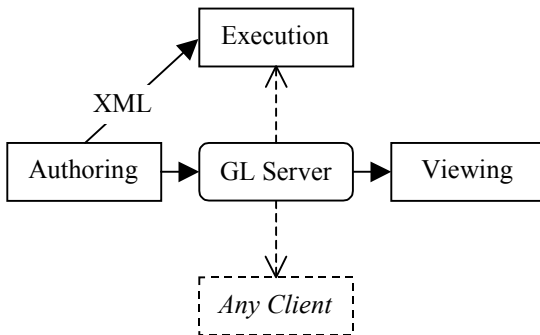 Execution
XML
Authoring
GL Server
Viewing
Any Client